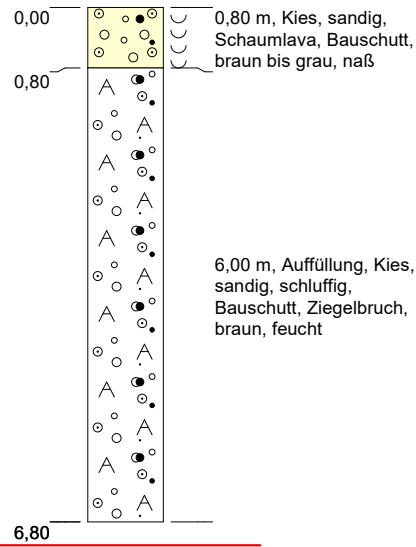 0,00
0,80 m, Kies, sandig,
Schaumlava, Bauschutt,
braun bis grau, naß
0,80
6,00 m, Auffüllung, Kies,
sandig, schluffig,
Bauschutt, Ziegelbruch,
braun, feucht
6,80